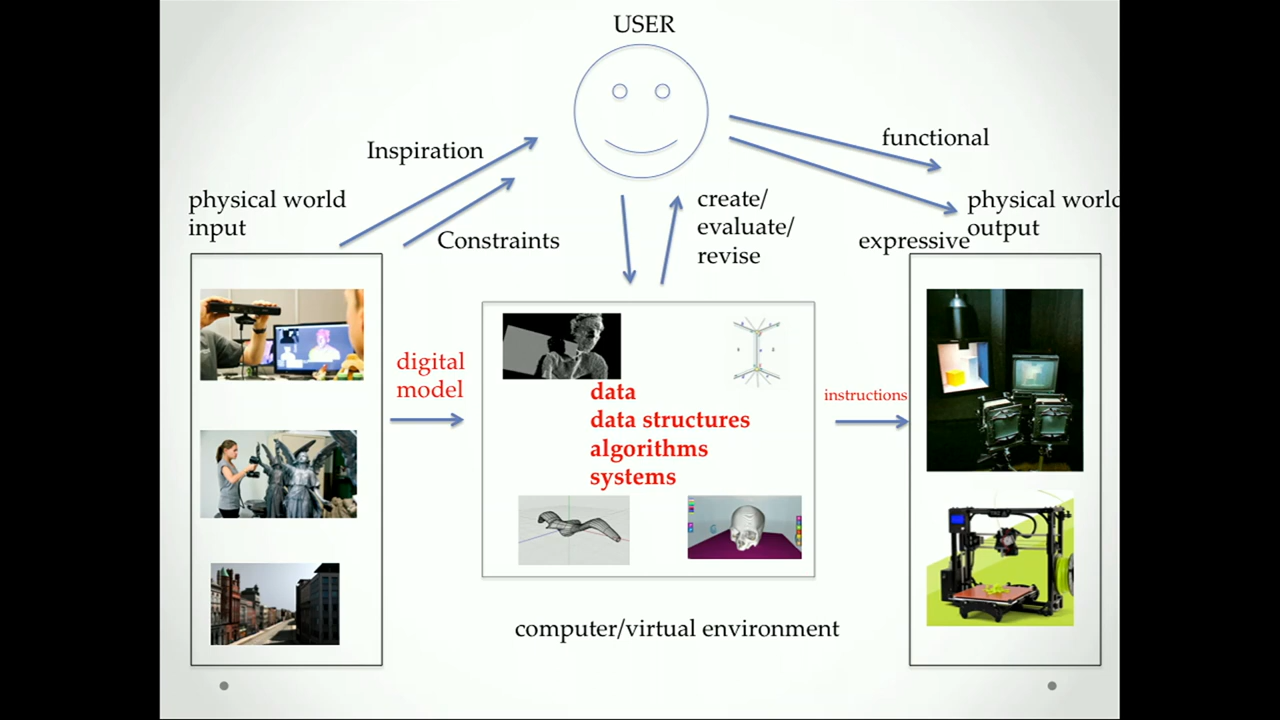 USER
Inspiration
functional
physical world
input
create/
evaluate/
revise
physical world
output
Constraints
expressive
digital
model
data
data structures
algorithms
systems
instructions
computer/virtual environment